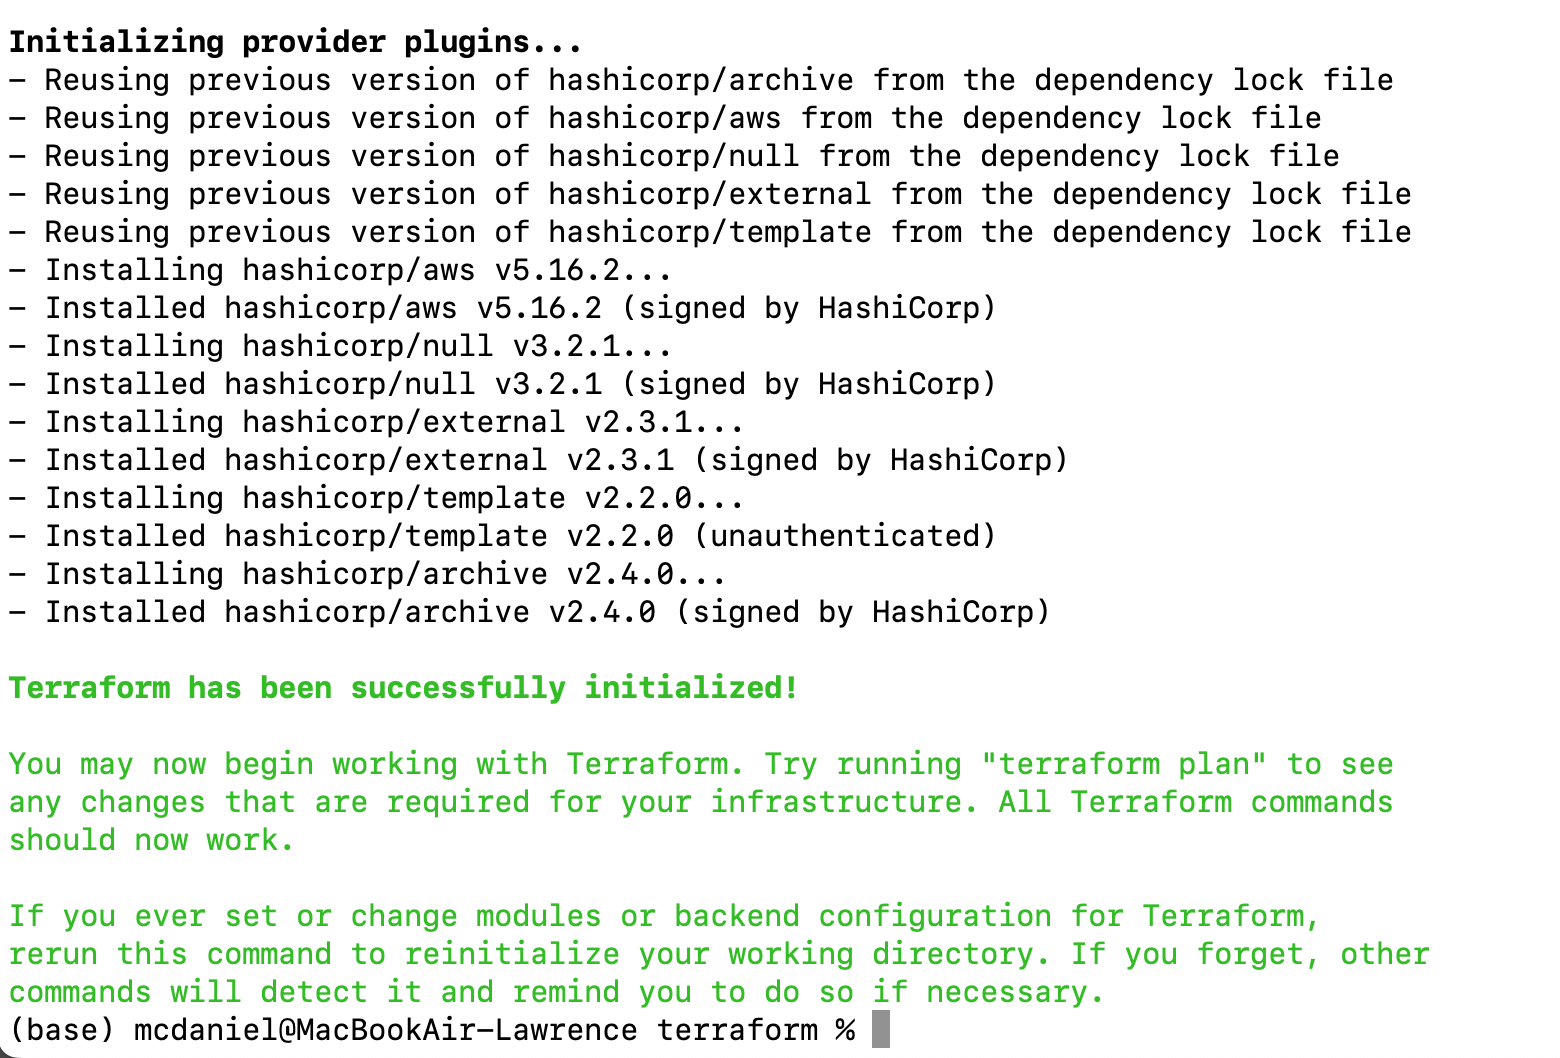 Initializing provider plugins...
- Reusing previous version of hashicorp/archive from the dependency lock file
- Reusing previous version of hashicorp/aws from the dependency lock file
- Reusing previous version of hashicorp/null from the dependency lock file
- Reusing previous version of hashicorp/external from the dependency lock file
- Reusing previous version of hashicorp/template from the dependency lock file
- Installing hashicorp/aws v5.16.2...
- Installed hashicorp/aws v5.16.2 (signed by HashiCorp)
- Installing hashicorp/null v3.2.1...
- Installed hashicorp/null v3.2.1 (signed by HashiCorp)
- Installing hashicorp/external v2.3.1...
- Installed hashicorp/external v2.3.1 (signed by HashiCorp)
- Installing hashicorp/template v2.2.0...
- Installed hashicorp/template v2.2.0 (unauthenticated)
- Installing hashicorp/archive v2.4.0...
- Installed hashicorp/archive v2.4.0 (signed by HashiCorp)
Terraform has been successfully initialized!
You may now begin working with Terraform. Try running "terraform plan" to see
any changes that are required for your infrastructure. All Terraform commands
should now work.
If you ever set or change modules or backend configuration for Terraform,
rerun this command to reinitialize your working directory. If you forget, other
commands will detect it and remind you to do so if necessary.
(base) mcdaniel@MacBookAir-Lawrence terraform %